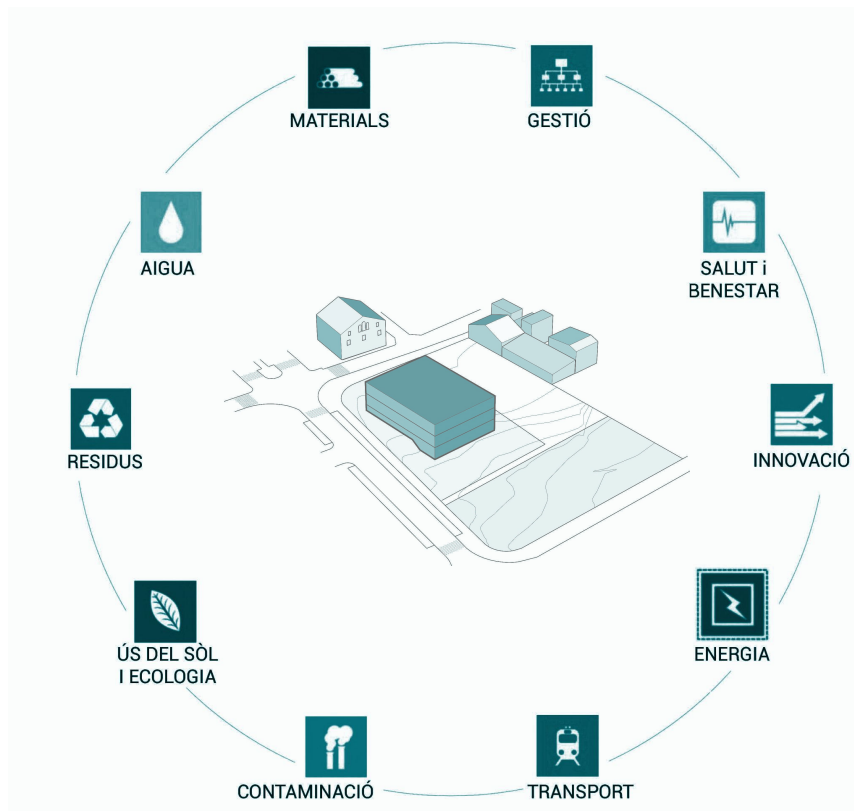 MATERIALS
GESTIÓ
AIGUA
SALUT i
BENESTAR
RESIDUS
INNOVACIÓ
ÚS DEL SÒL
I ECOLOGIA
ENERGIA
CONTAMINACIÓ
TRANSPORT